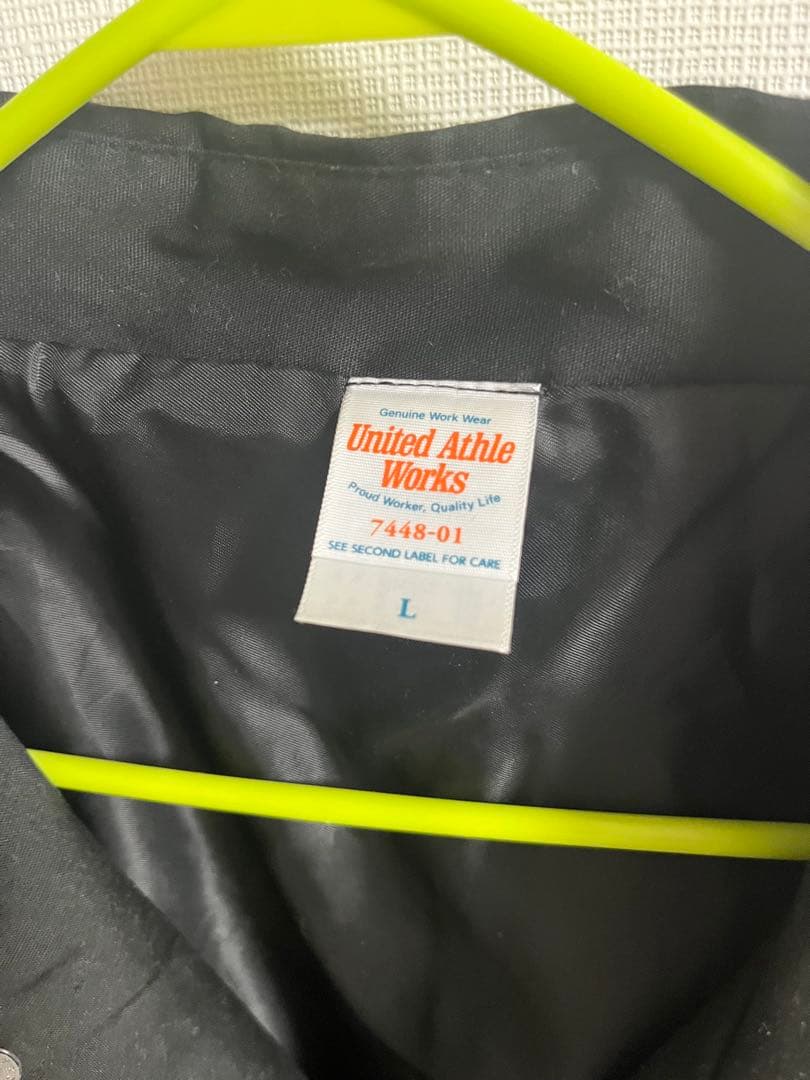 Genuine Work Wear
United Athle
Works
Proud Worker, Quality Life
7448-01
SEE SECOND LABEL FOR CARE
L